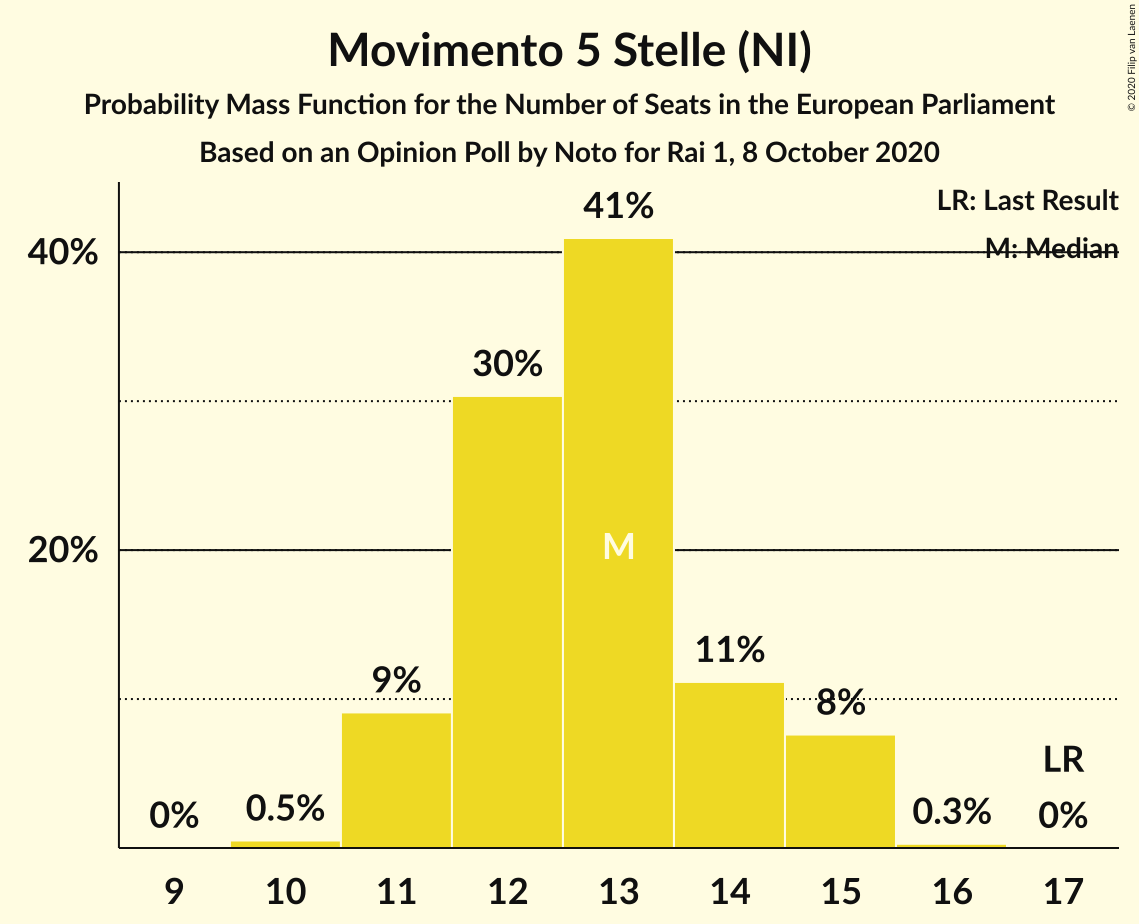 Movimento 5 Stelle (NI)
Probability Mass Function for the Number of Seats in the European Parliament
Based on an Opinion Poll by Noto for Rai 1, 8 October 2020
© 2020 Filip van Laenen
LR: Last Result
M: Median
41%
40%
30%
M
20%
11%
9%
8%
LR
0%
0.5%
0.3%
0%
9 10 11 12 13 14 15 16 17